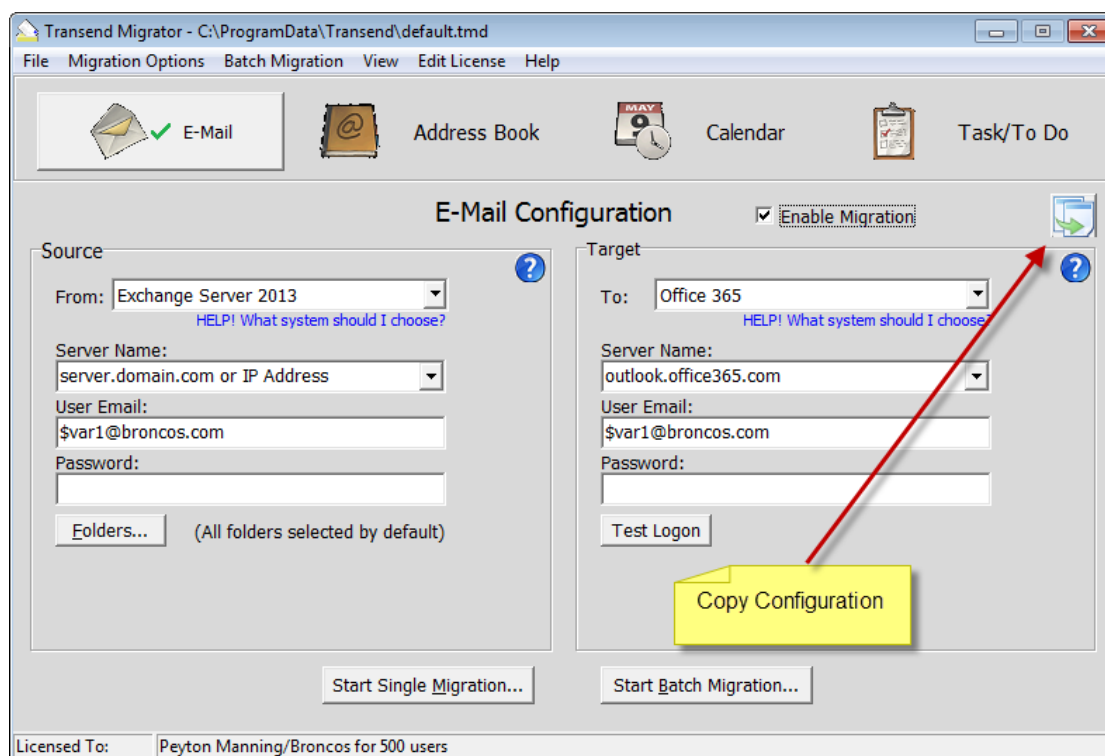 Transend Migrator - C:\ProgramData\Transend\default.tmd
File Migration Options Batch Migration View Edit License Help
E-Mail
Address Book
MAY
9
Calendar
Task/To Do
E-Mail Configuration
Enable Migration
Source
From: Exchange Server 2013
HELP! What system should I choose?
Server Name:
server.domain.com or IP Address
User Email:
$var1@broncos.com
Password:
Folders... (All folders selected by default)
Target
To: Office 365
HELP! What system should I choose?
Server Name:
outlook.office365.com
User Email:
$var1@broncos.com
Password:
Test Logon
Copy Configuration
Start Single Migration... Start Batch Migration...
Licensed To: Peyton Manning/Broncos for 500 users